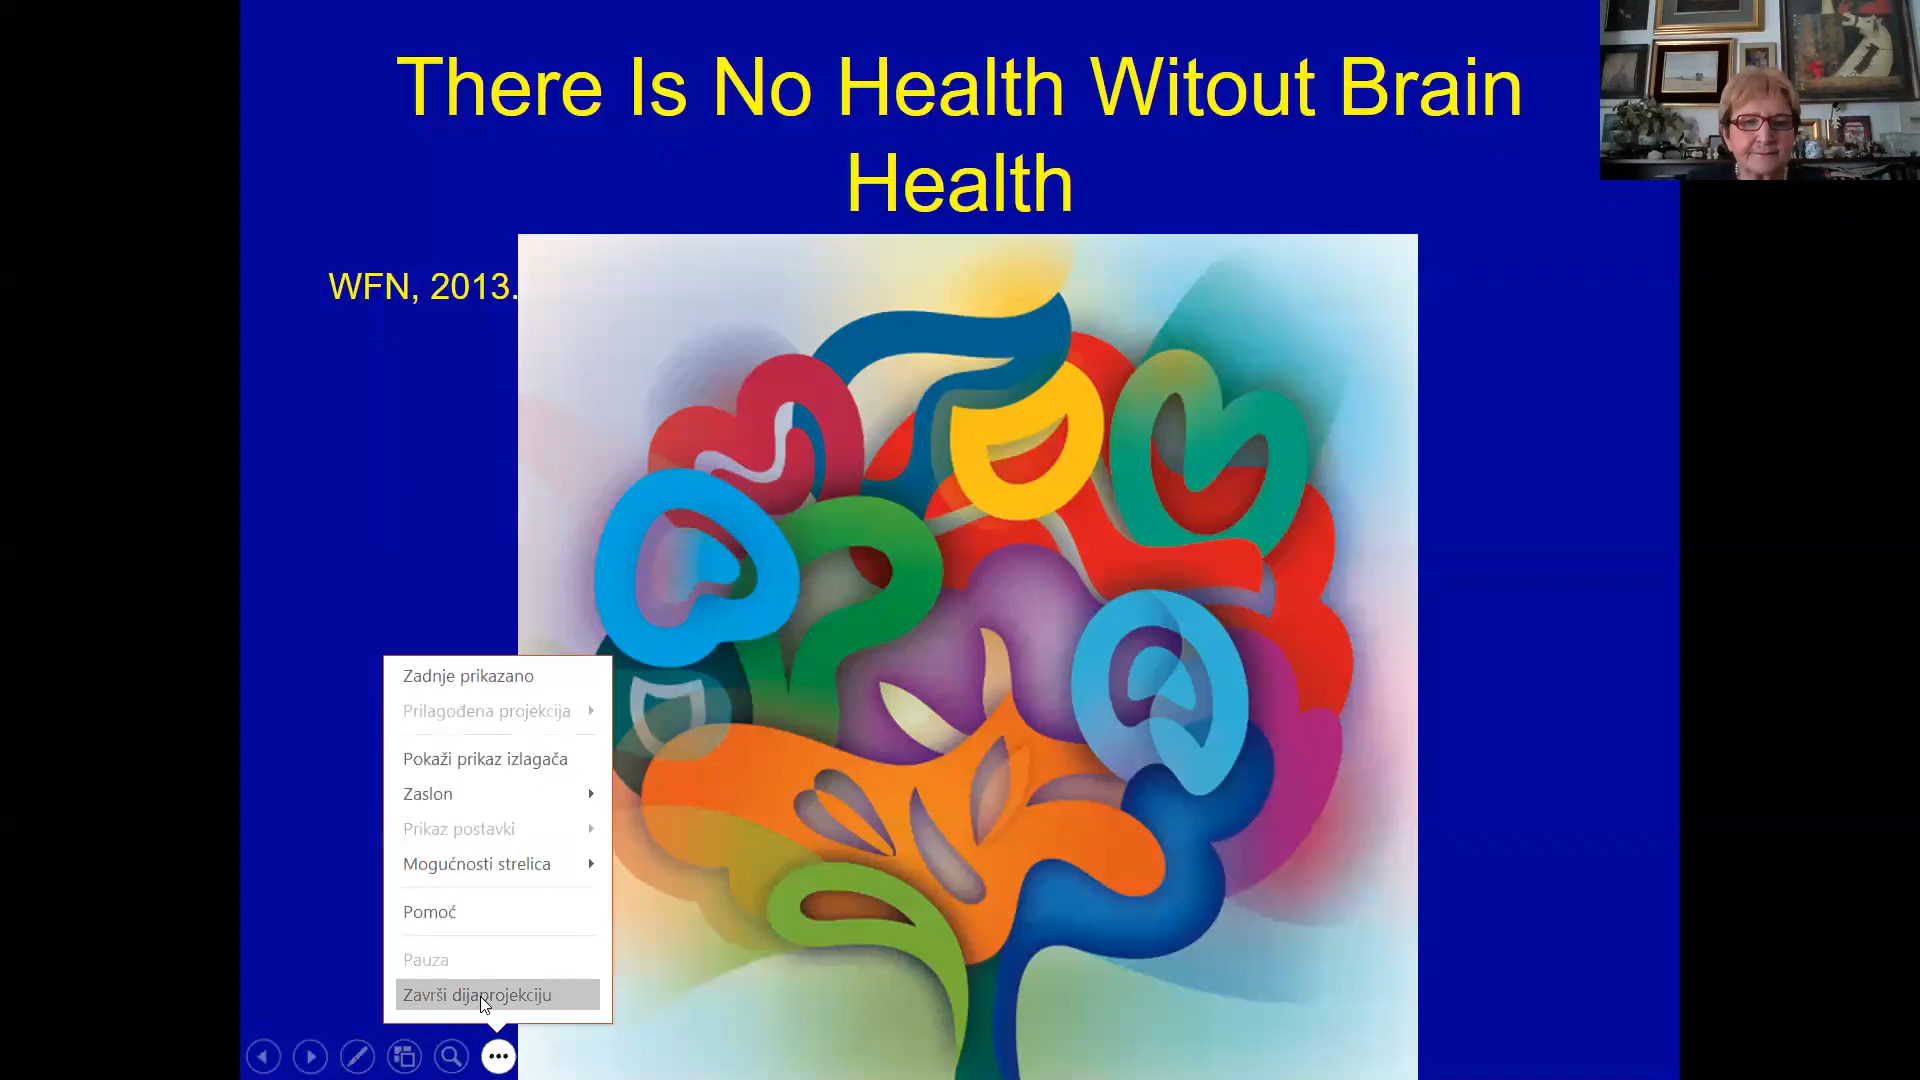 There Is No Health Witout Brain
Health
WFN, 2013.
Zadnje prikazano
Prilagođena projekcija
Pokaži prikaz izlagača
Zaslon
Prikaz postavki
Mogućnosti strelica
Pomoć
Pauza
Završi dijaprojekciju